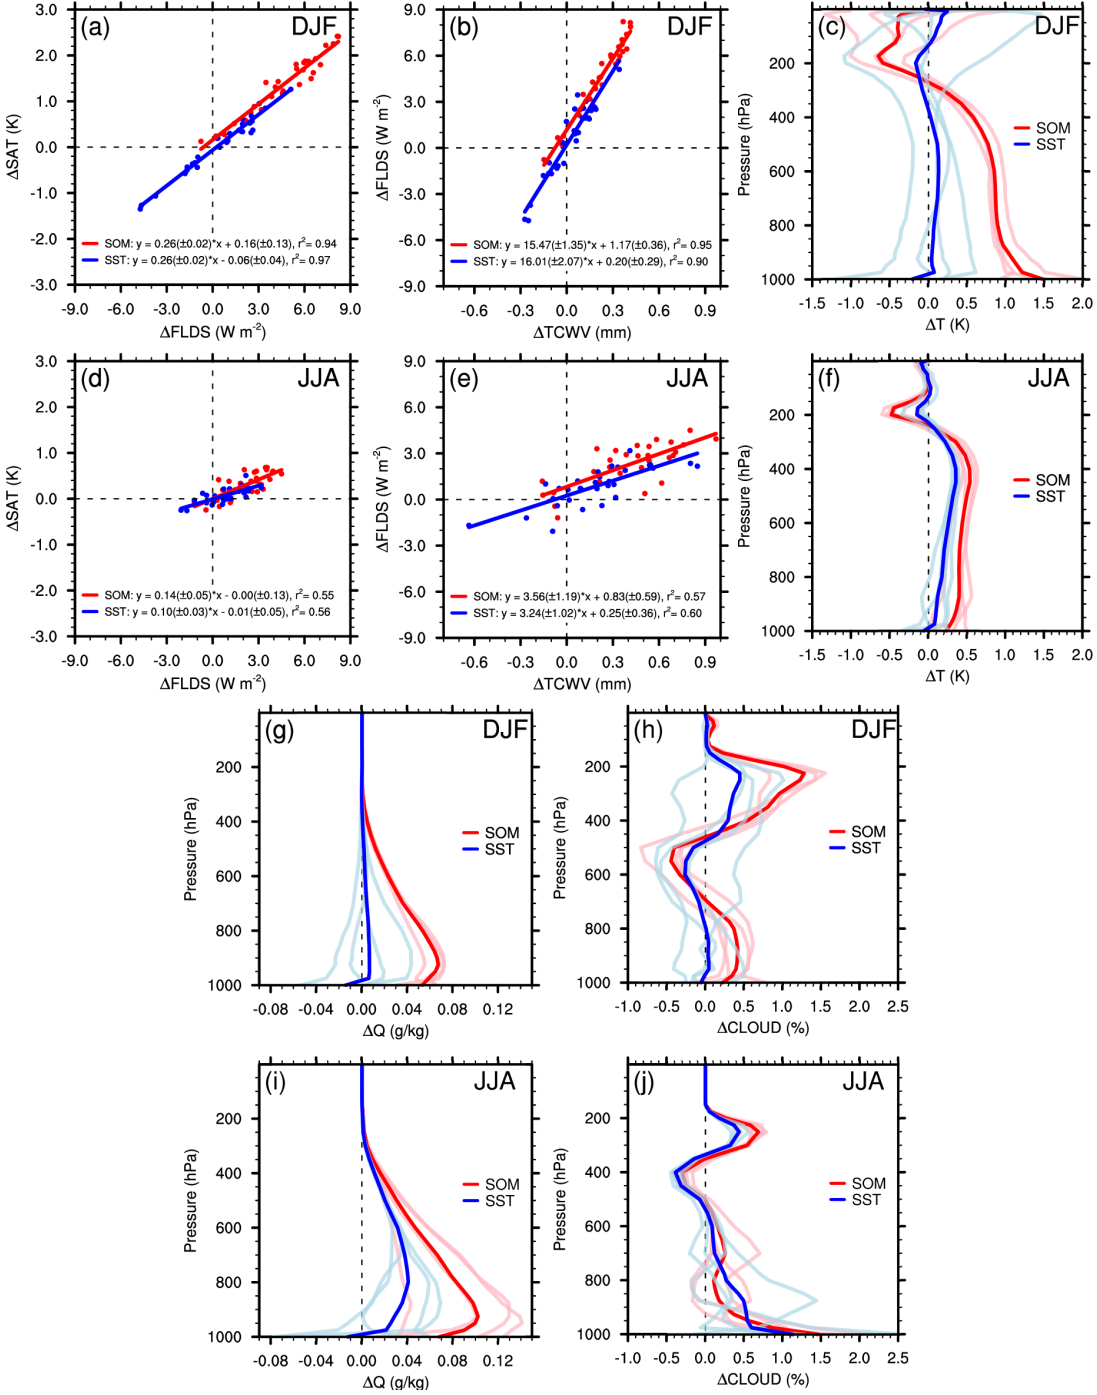 (a) DJF
ΔSAT (K)
3.0
2.0
1.0
0.0
-1.0
-2.0
-3.0
SOM: y = 0.26(±0.02)*x + 0.16(±0.13), r²= 0.94
SST: y = 0.26(±0.02)*x - 0.06(±0.04), r²= 0.97
-9.0 -6.0 -3.0 0.0 3.0 6.0 9.0
ΔFLDS (W m⁻²)
(b) DJF
ΔFLDS (W m⁻²)
9.0
6.0
3.0
0.0
-3.0
-6.0
-9.0
SOM: y = 15.47(±1.35)*x + 1.17(±0.36), r²= 0.95
SST: y = 16.01(±2.07)*x + 0.20(±0.29), r²= 0.90
-0.6 -0.3 0.0 0.3 0.6 0.9
ΔTCWV (mm)
(c) DJF
Pressure (hPa)
200
400
600
800
1000
SOM
SST
-1.5 -1.0 -0.5 0.0 0.5 1.0 1.5 2.0
ΔT (K)
(d) JJA
ΔSAT (K)
3.0
2.0
1.0
0.0
-1.0
-2.0
-3.0
SOM: y = 0.14(±0.05)*x - 0.00(±0.13), r²= 0.55
SST: y = 0.10(±0.03)*x - 0.01(±0.05), r²= 0.56
-9.0 -6.0 -3.0 0.0 3.0 6.0 9.0
ΔFLDS (W m⁻²)
(e) JJA
ΔFLDS (W m⁻²)
9.0
6.0
3.0
0.0
-3.0
-6.0
-9.0
SOM: y = 3.56(±1.19)*x + 0.83(±0.59), r²= 0.57
SST: y = 3.24(±1.02)*x + 0.25(±0.36), r²= 0.60
-0.6 -0.3 0.0 0.3 0.6 0.9
ΔTCWV (mm)
(f) JJA
Pressure (hPa)
200
400
600
800
1000
SOM
SST
-1.5 -1.0 -0.5 0.0 0.5 1.0 1.5 2.0
ΔT (K)
(g) DJF
Pressure (hPa)
200
400
600
800
1000
SOM
SST
-0.08 -0.04 0.00 0.04 0.08 0.12
ΔQ (g/kg)
(h) DJF
Pressure (hPa)
200
400
600
800
1000
SOM
SST
-1.0 -0.5 0.0 0.5 1.0 1.5 2.0 2.5
ΔCLOUD (%)
(i) JJA
Pressure (hPa)
200
400
600
800
1000
SOM
SST
-0.08 -0.04 0.00 0.04 0.08 0.12
ΔQ (g/kg)
(j) JJA
Pressure (hPa)
200
400
600
800
1000
SOM
SST
-1.0 -0.5 0.0 0.5 1.0 1.5 2.0 2.5
ΔCLOUD (%)